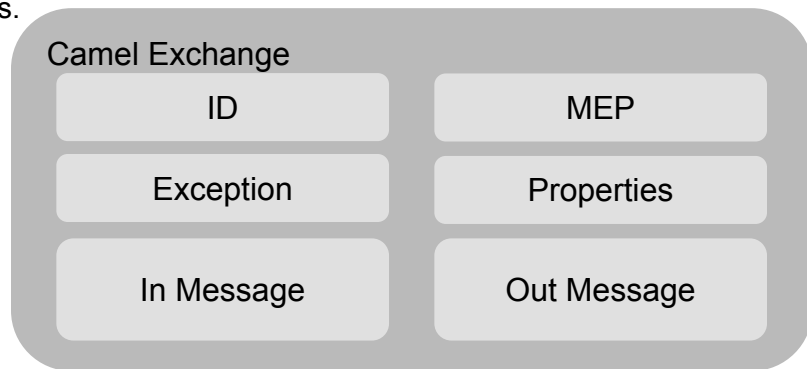 s.
Camel Exchange
ID MEP
Exception Properties
In Message Out Message